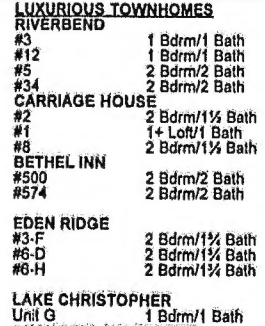 LUXURIOUS TOWNHOMES
RIVERBEND
#3 1 Bdrm/1 Bath
#12 1 Bdrm/1 Bath
#5 2 Bdrm/2 Bath
#34 2 Bdrm/2 Bath
CARRIAGE HOUSE
#2 2 Bdrm/1½ Bath
#1 1+ Loft/1 Bath
#8 2 Bdrm/1½ Bath
BETHEL INN
#500 2 Bdrm/2 Bath
#574 2 Bdrm/2 Bath
EDEN RIDGE
#3-F 2 Bdrm/1¾ Bath
#6-D 2 Bdrm/1¾ Bath
#6-H 2 Bdrm/1¾ Bath
LAKE CHRISTOPHER
Unit G 1 Bdrm/1 Bath